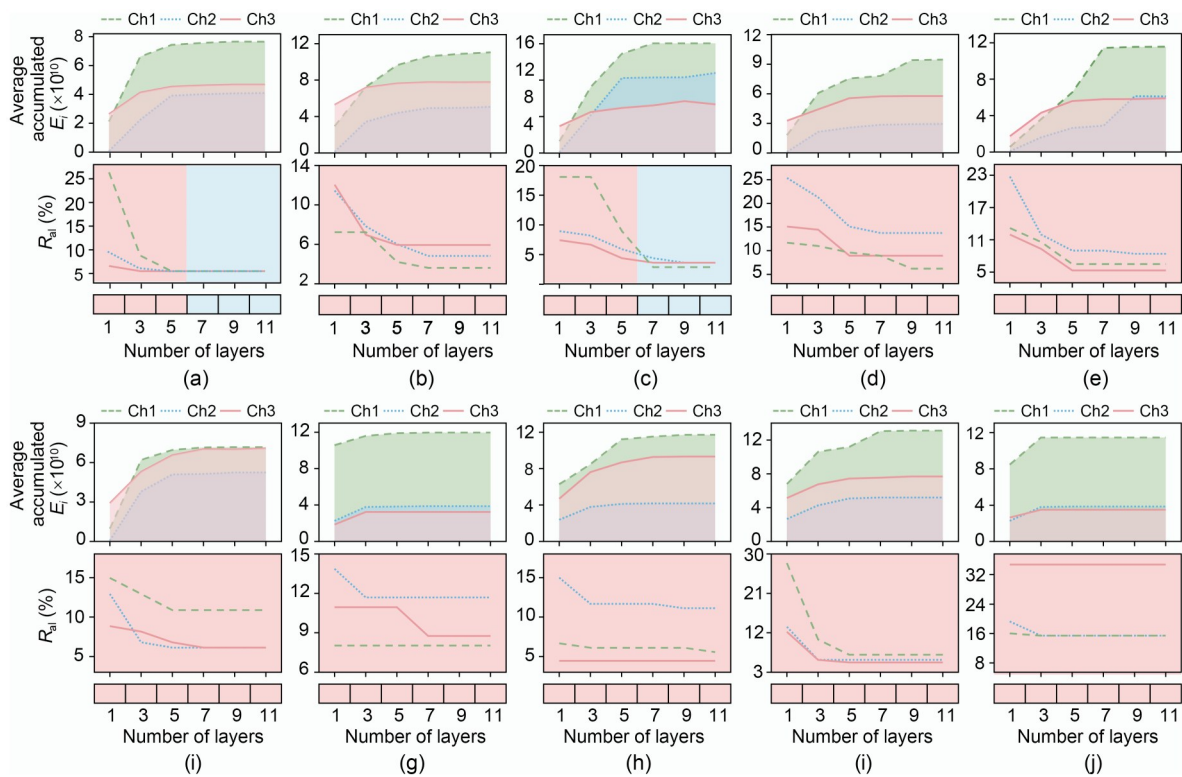 Ch1 Ch2 Ch3 Ch1 Ch2 Ch3 Ch1 Ch2 Ch3 Ch1 Ch2 Ch3 Ch1 Ch2 Ch3
Average accumulated Ei (×10¹⁰)
8 6 4 2 0
12 8 4 0
16 12 8 4 0
12 9 6 3 0
12 8 4 0
Ral (%)
25 20 15 10 5
14 10 6 2
20 15 10 5
25 20 15 10 5
23 17 11 5
1 3 5 7 9 11 1 3 5 7 9 11 1 3 5 7 9 11 1 3 5 7 9 11 1 3 5 7 9 11
Number of layers Number of layers Number of layers Number of layers Number of layers
(a) (b) (c) (d) (e)
Ch1 Ch2 Ch3 Ch1 Ch2 Ch3 Ch1 Ch2 Ch3 Ch1 Ch2 Ch3 Ch1 Ch2 Ch3
Average accumulated Ei (×10¹⁰)
9 6 3 0
12 8 4 0
12 8 4 0
12 8 4 0
12 8 4 0
Ral (%)
15 10 5
15 12 9 6
15 10 5
30 21 12 3
32 24 16 8
1 3 5 7 9 11 1 3 5 7 9 11 1 3 5 7 9 11 1 3 5 7 9 11 1 3 5 7 9 11
Number of layers Number of layers Number of layers Number of layers Number of layers
(i) (g) (h) (i) (j)